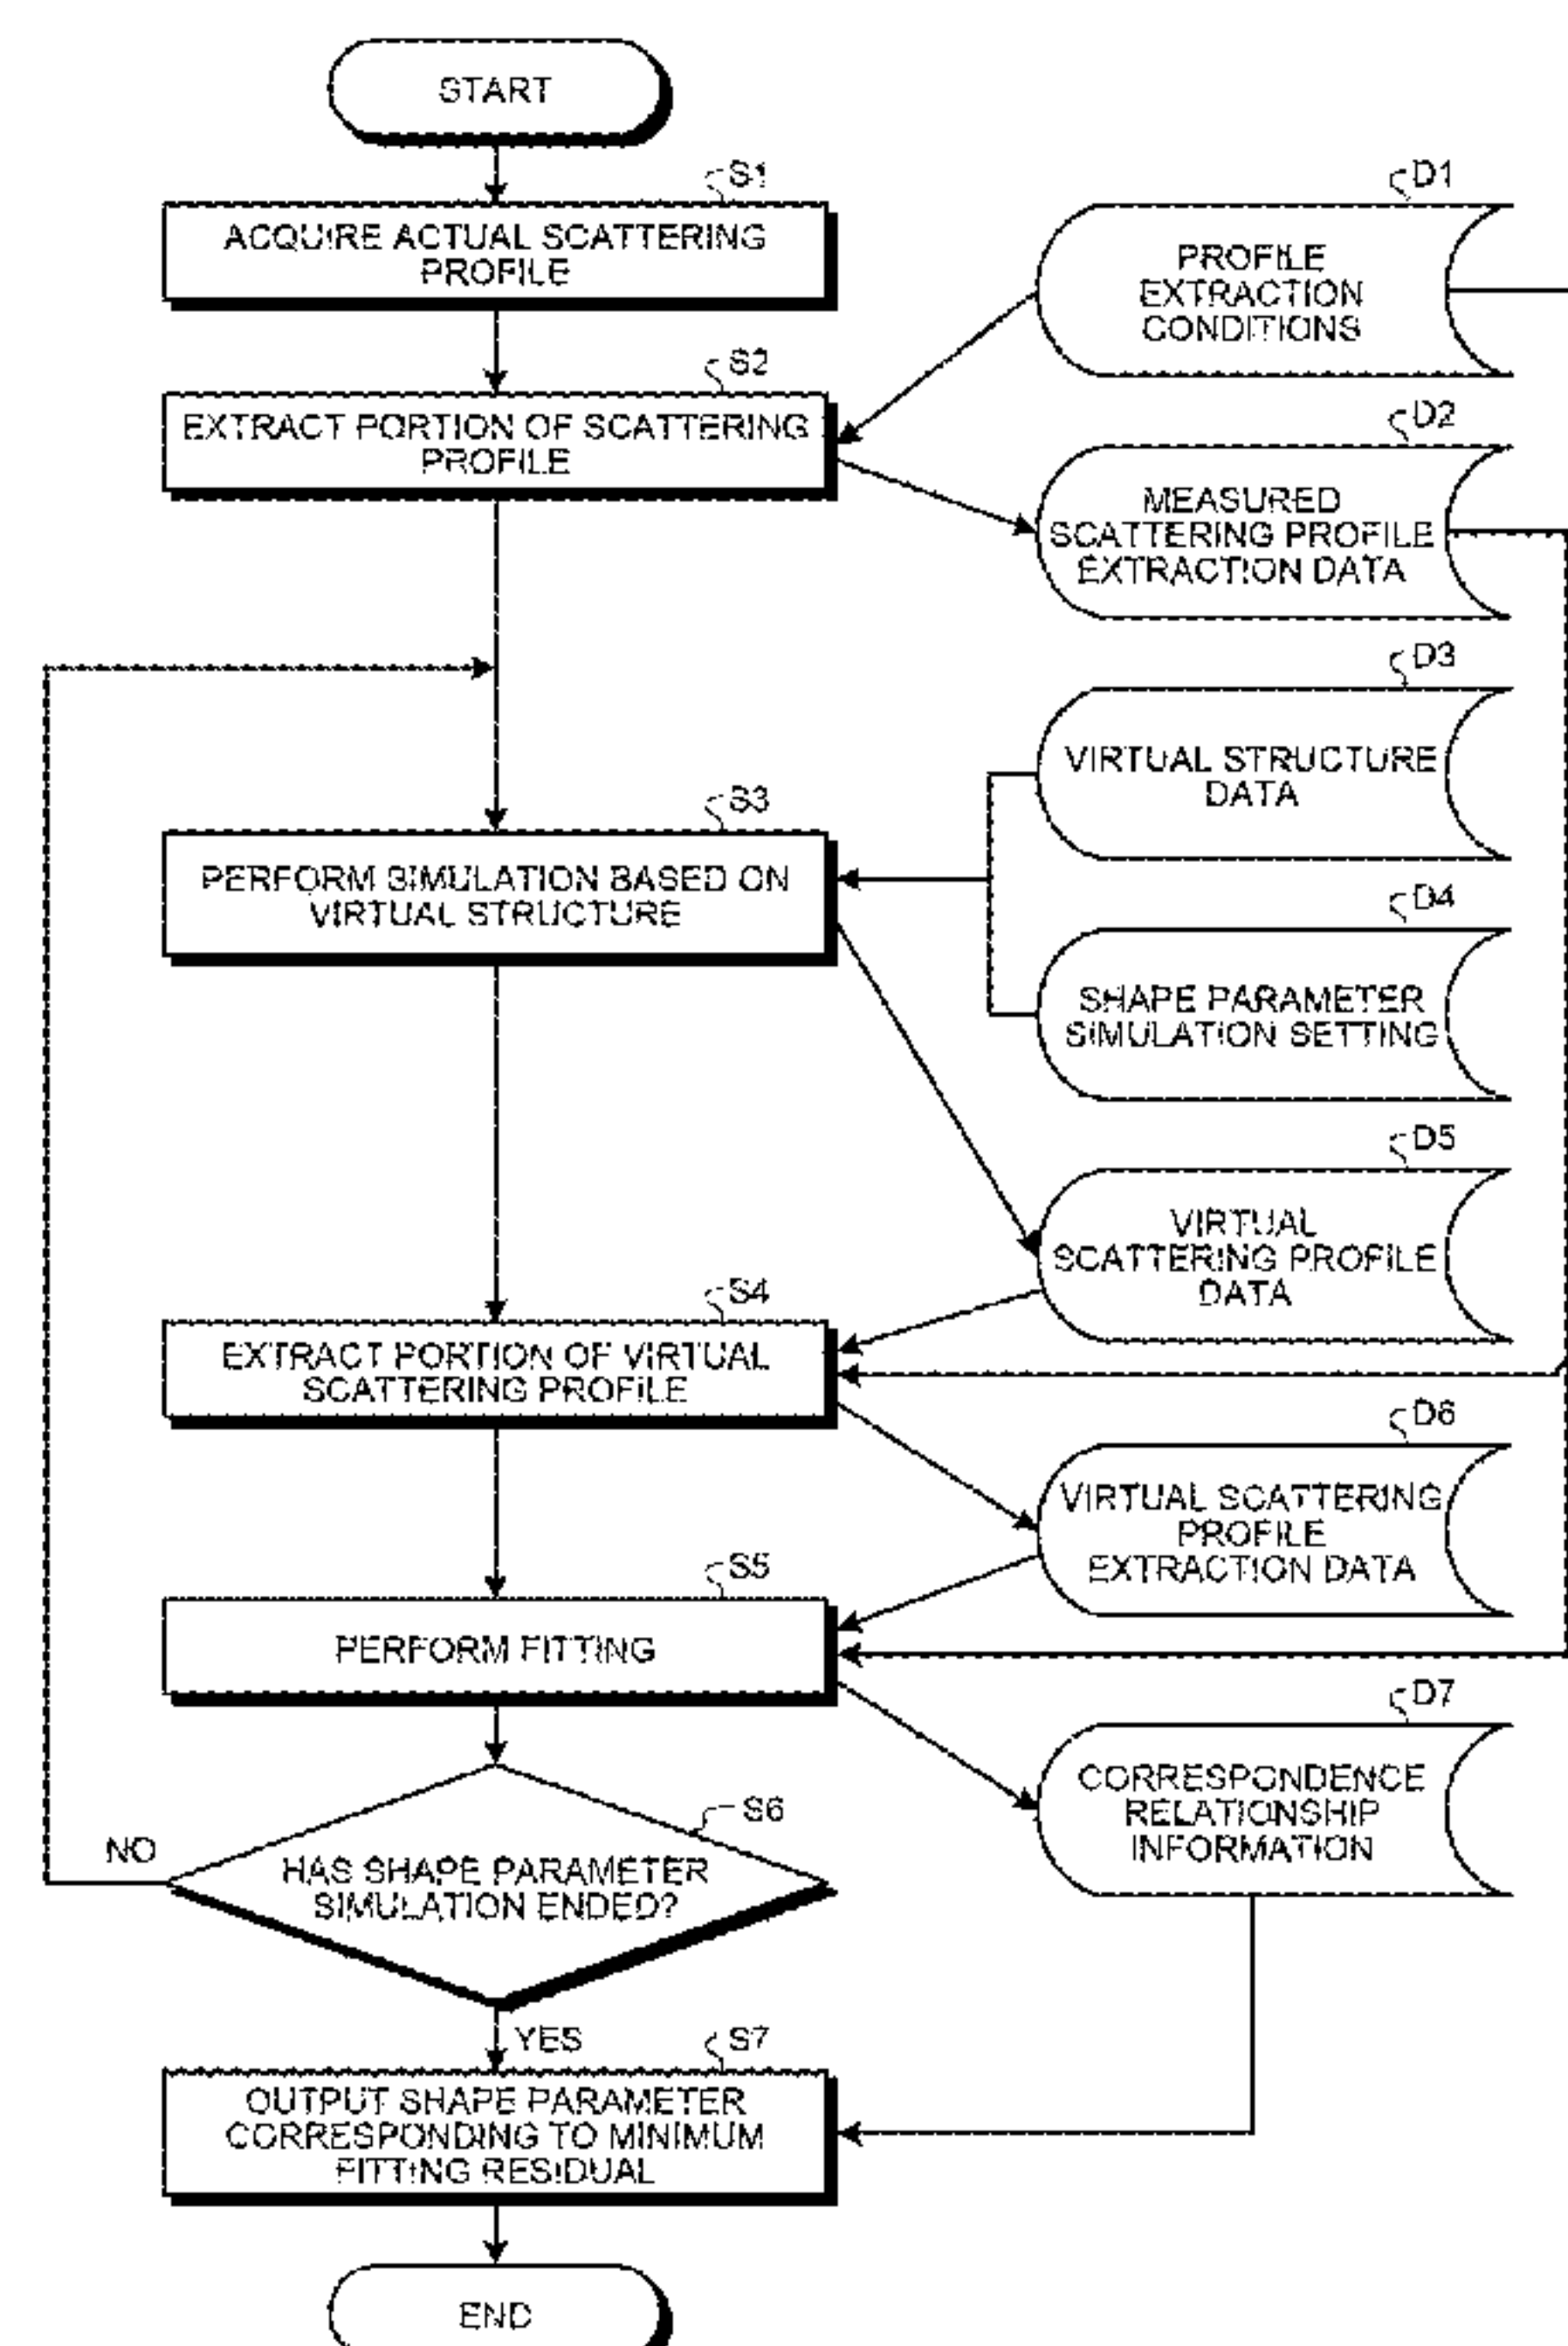 START
S1
ACQUIRE ACTUAL SCATTERING
PROFILE
D1
PROFILE
EXTRACTION
CONDITIONS
S2
EXTRACT PORTION OF SCATTERING
PROFILE
D2
MEASURED
SCATTERING PROFILE
EXTRACTION DATA
D3
VIRTUAL STRUCTURE
DATA
S3
PERFORM SIMULATION BASED ON
VIRTUAL STRUCTURE
D4
SHAPE PARAMETER
SIMULATION SETTING
D5
VIRTUAL
SCATTERING PROFILE
DATA
S4
EXTRACT PORTION OF VIRTUAL
SCATTERING PROFILE
D6
VIRTUAL SCATTERING
PROFILE
EXTRACTION DATA
S5
PERFORM FITTING
D7
CORRESPONDENCE
RELATIONSHIP
INFORMATION
S6
HAS SHAPE PARAMETER
SIMULATION ENDED?
NO
YES
S7
OUTPUT SHAPE PARAMETER
CORRESPONDING TO MINIMUM
FITTING RESIDUAL
END